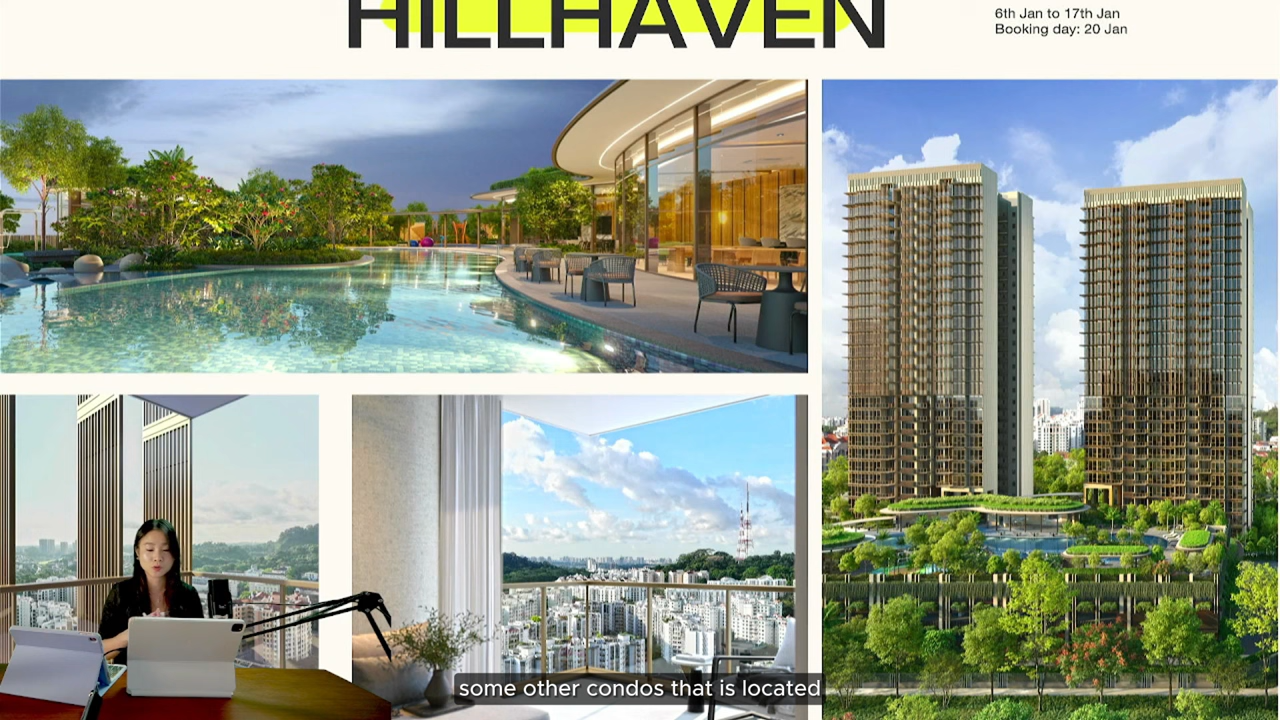 HILLHAVEN
6th Jan to 17th Jan
Booking day: 20 Jan
some other condos that is located